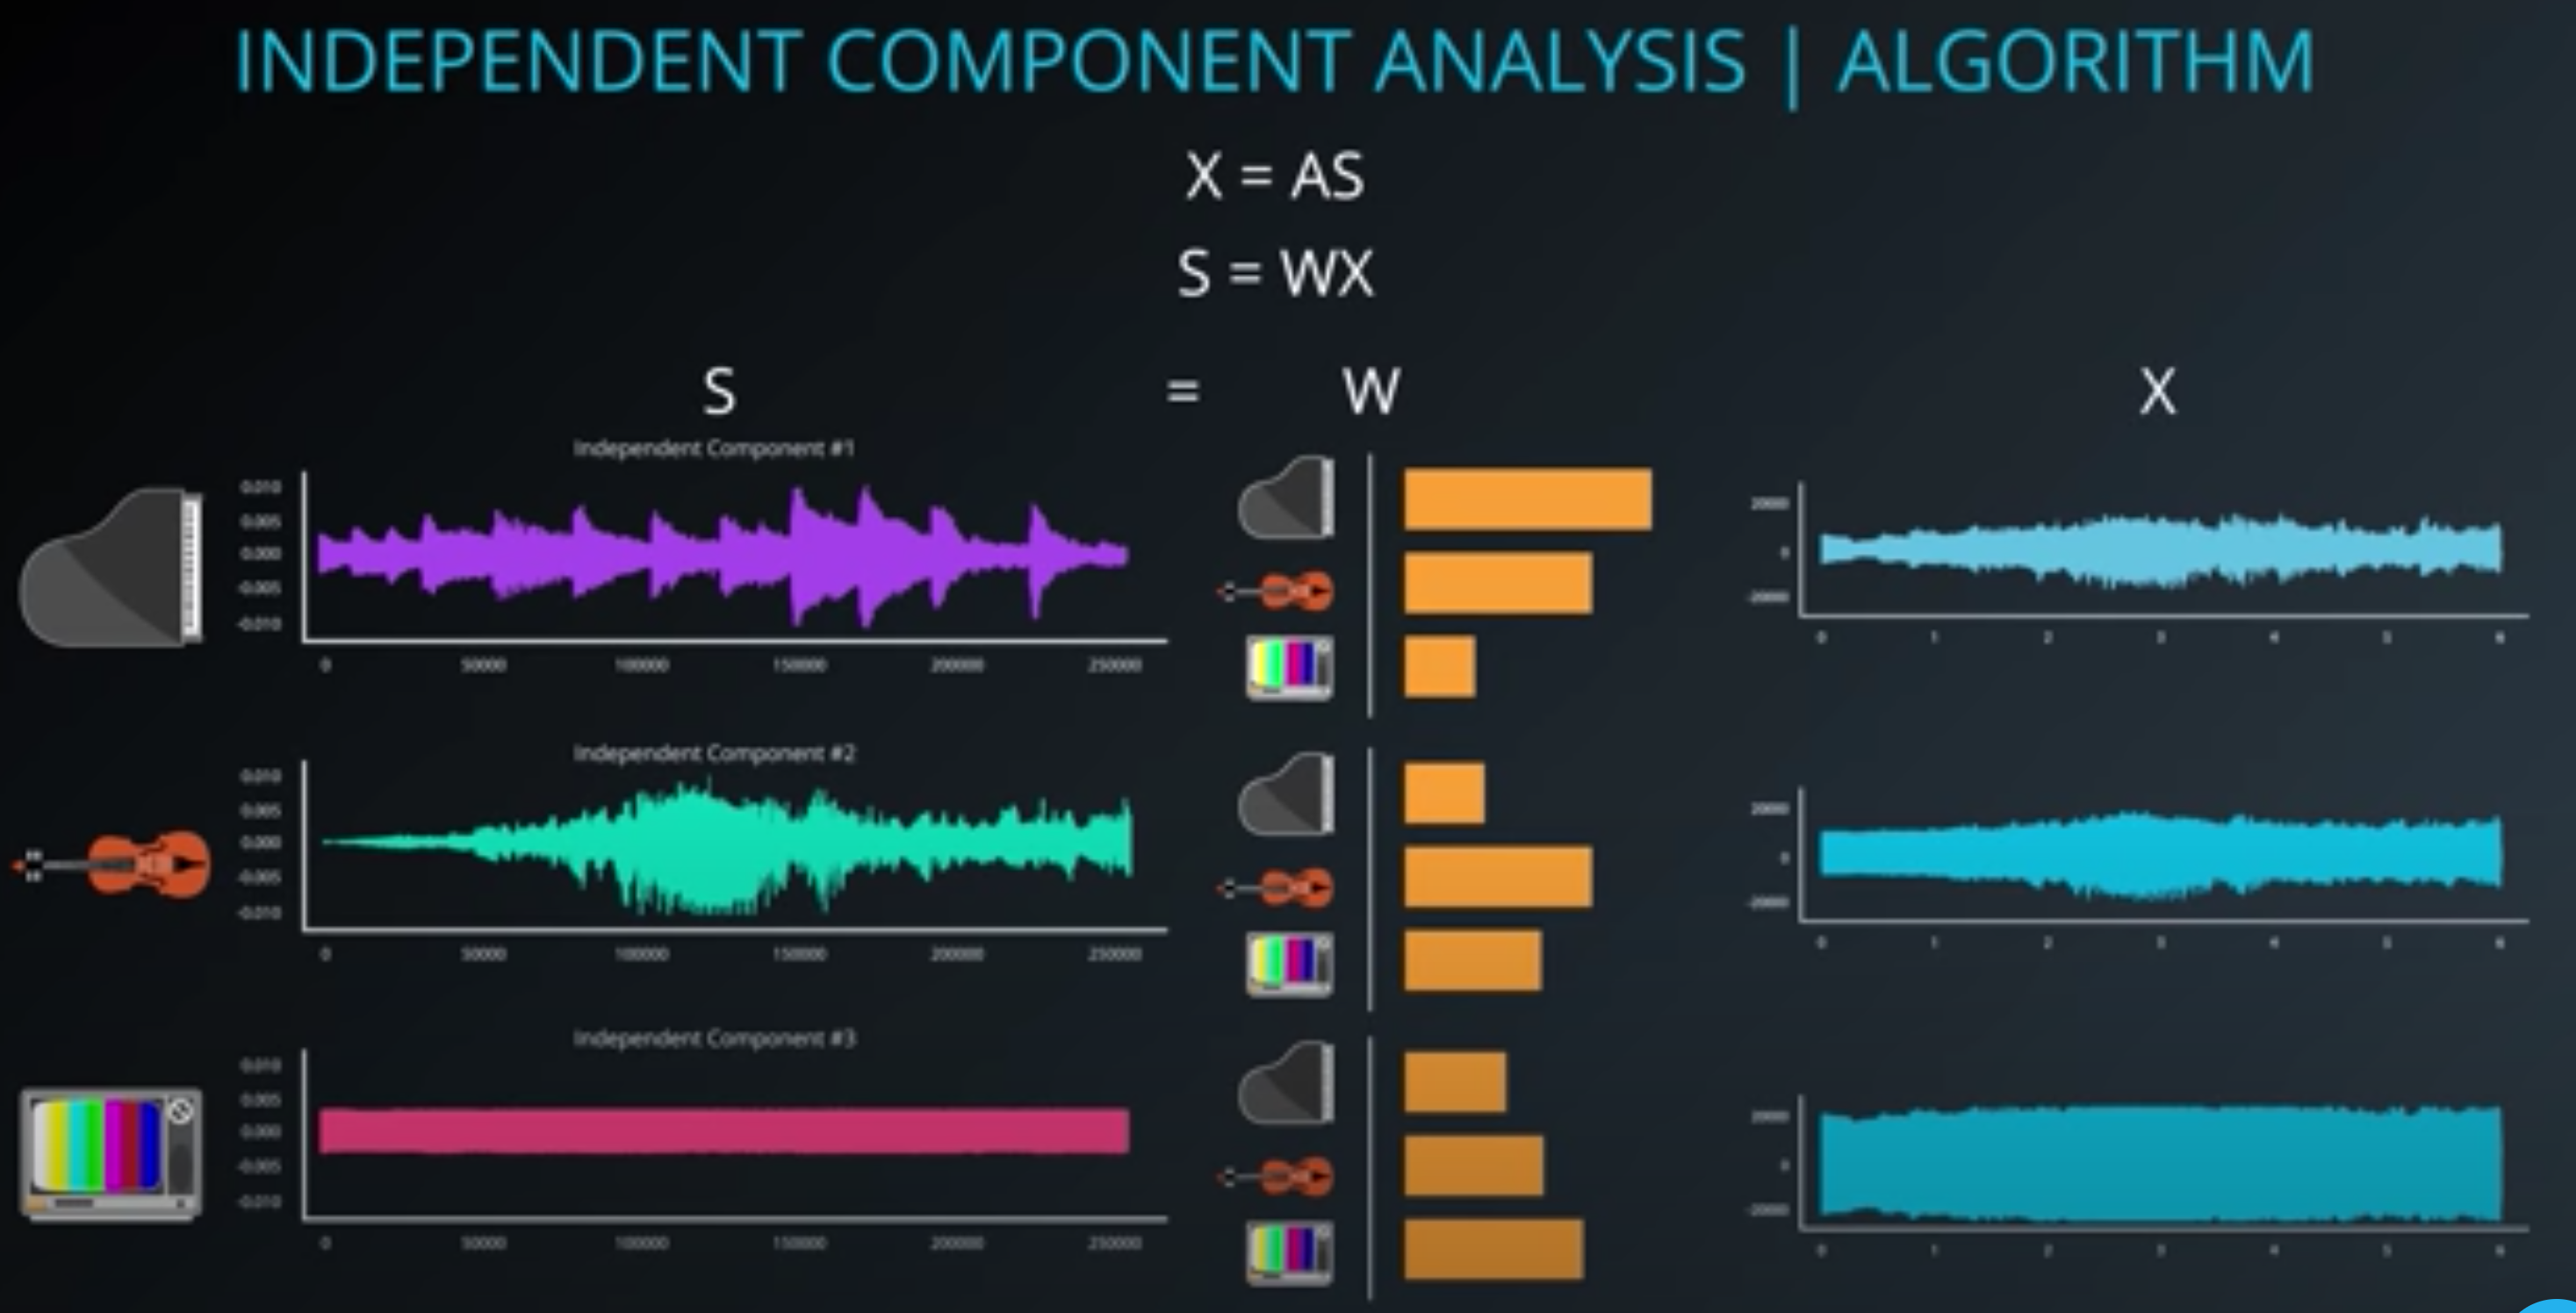 INDEPENDENT COMPONENT ANALYSIS | ALGORITHM
X = AS
S = WX
S = W X
Independent Component #1
0.010
0.005
0.000
-0.005
-0.010
0 50000 100000 150000 200000 250000
20000
0
-20000
0 1 2 3 4 5 6
Independent Component #2
0.010
0.005
0.000
-0.005
-0.010
0 50000 100000 150000 200000 250000
20000
0
-20000
0 1 2 3 4 5 6
Independent Component #3
0.010
0.005
0.000
-0.005
-0.010
0 50000 100000 150000 200000 250000
20000
0
-20000
0 1 2 3 4 5 6